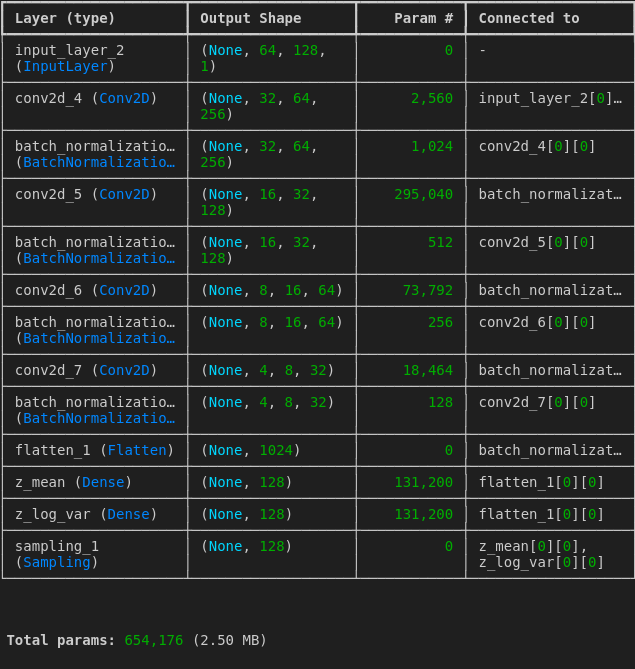 Layer (type) Output Shape Param # Connected to
input_layer_2 (None, 64, 128, 0 -
(InputLayer) 1)
conv2d_4 (Conv2D) (None, 32, 64, 2,560 input_layer_2[0]…
256)
batch_normalizatio… (None, 32, 64, 1,024 conv2d_4[0][0]
(BatchNormalizatio… 256)
conv2d_5 (Conv2D) (None, 16, 32, 295,040 batch_normalizat…
128)
batch_normalizatio… (None, 16, 32, 512 conv2d_5[0][0]
(BatchNormalizatio… 128)
conv2d_6 (Conv2D) (None, 8, 16, 64) 73,792 batch_normalizat…
batch_normalizatio… (None, 8, 16, 64) 256 conv2d_6[0][0]
(BatchNormalizatio…
conv2d_7 (Conv2D) (None, 4, 8, 32) 18,464 batch_normalizat…
batch_normalizatio… (None, 4, 8, 32) 128 conv2d_7[0][0]
(BatchNormalizatio…
flatten_1 (Flatten) (None, 1024) 0 batch_normalizat…
z_mean (Dense) (None, 128) 131,200 flatten_1[0][0]
z_log_var (Dense) (None, 128) 131,200 flatten_1[0][0]
sampling_1 (None, 128) 0 z_mean[0][0],
(Sampling) z_log_var[0][0]
Total params: 654,176 (2.50 MB)